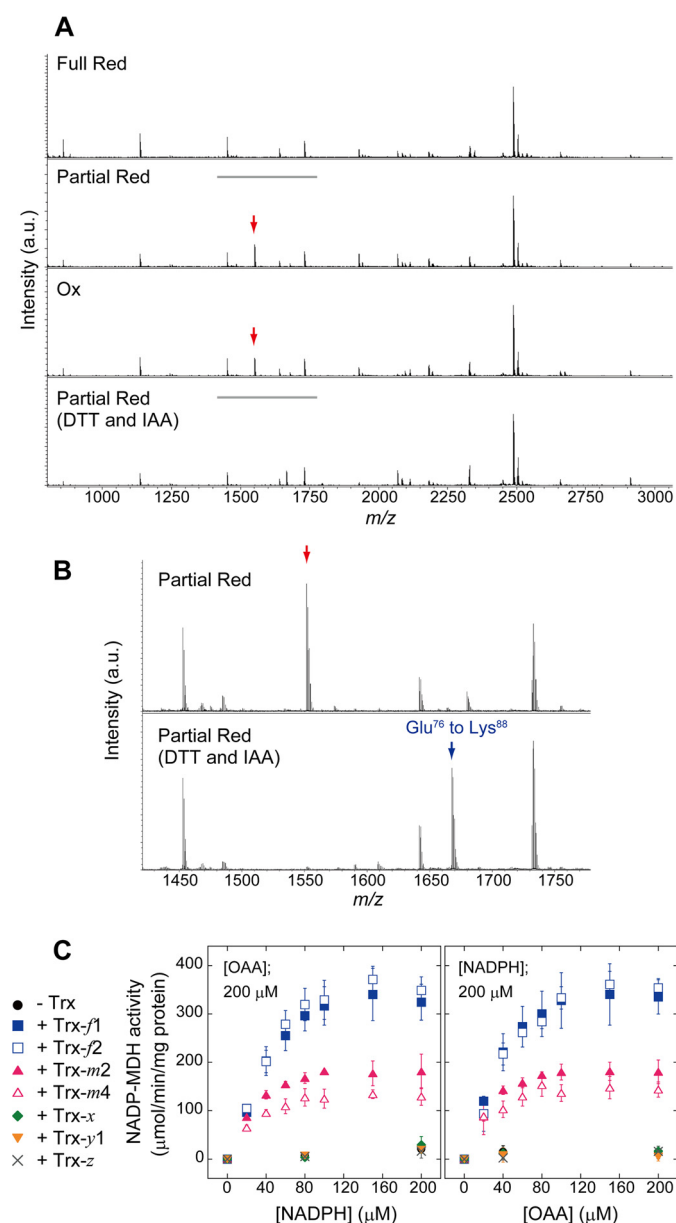 A
Full Red
Partial Red
Ox
Partial Red
(DTT and IAA)
Intensity (a.u.)
1000 1250 1500 1750 2000 2250 2500 2750 3000
m/z
B
Partial Red
Partial Red
(DTT and IAA)
Glu76 to Lys88
Intensity (a.u.)
1450 1500 1550 1600 1650 1700 1750
m/z
C
- Trx
+ Trx-f1
+ Trx-f2
+ Trx-m2
+ Trx-m4
+ Trx-x
+ Trx-y1
+ Trx-z
NADP-MDH activity
(μmol/min/mg protein)
400
300
200
100
0
[OAA];
200 μM
0 40 80 120 160 200
[NADPH] (μM)
[NADPH];
200 μM
0 40 80 120 160 200
[OAA] (μM)